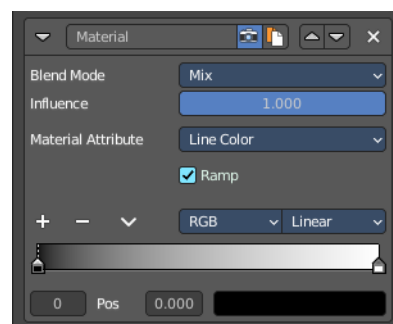 Material
Blend Mode Mix
Influence 1.000
Material Attribute Line Color
Ramp
RGB Linear
0 Pos 0.000